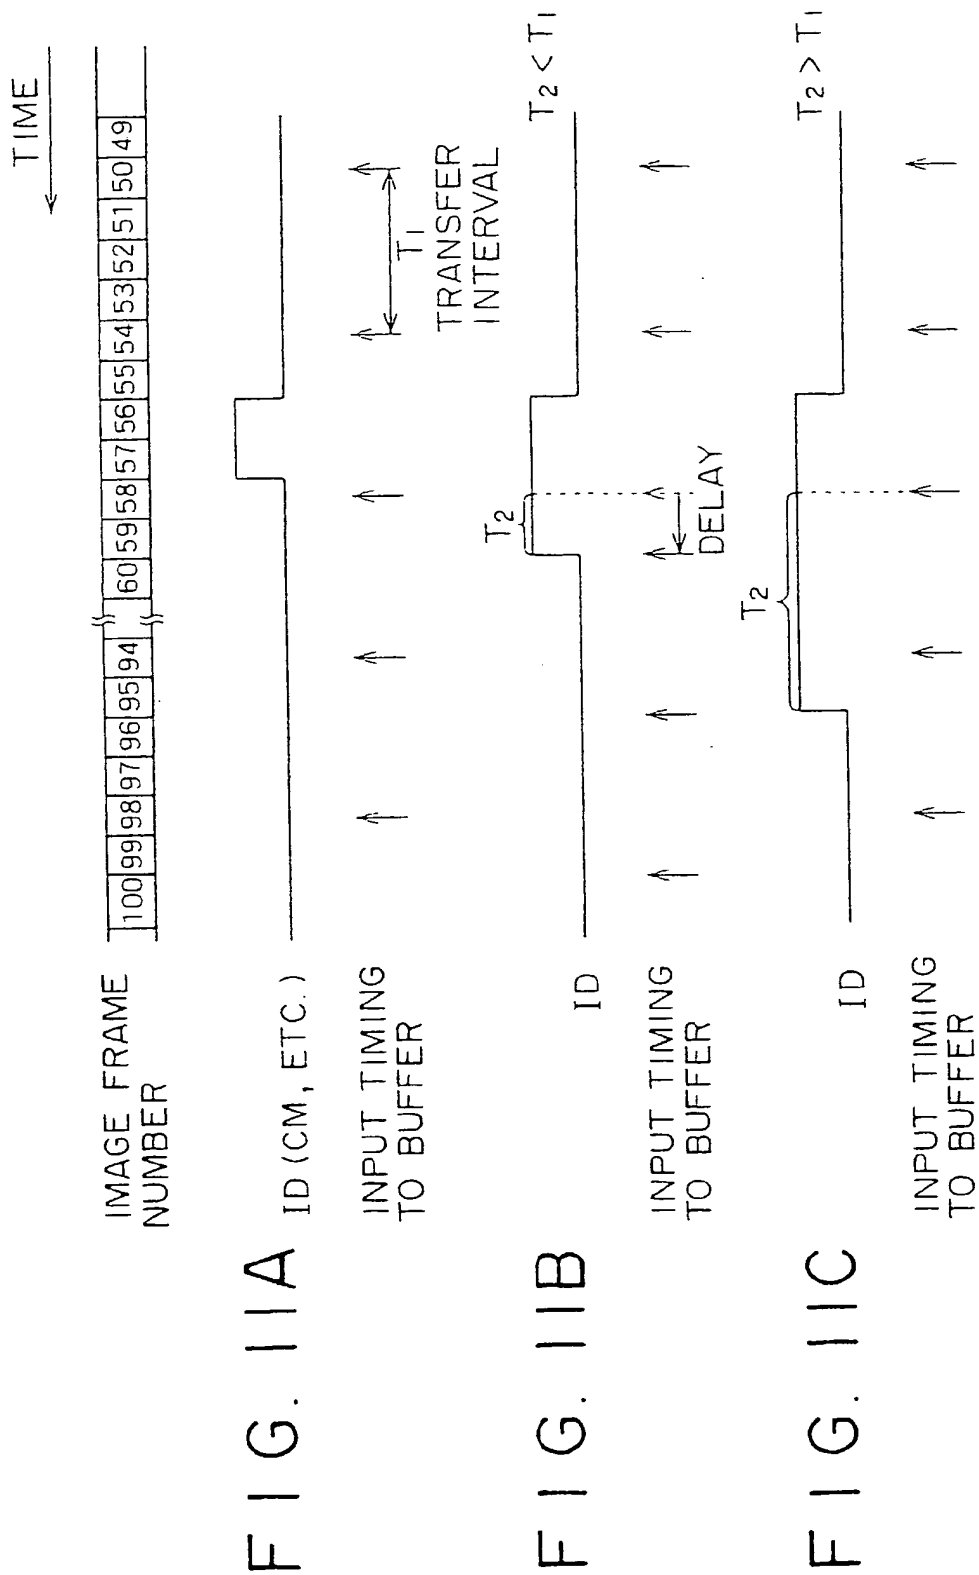 TIME
IMAGE FRAME
NUMBER
100 99 98 97 96 95 94 60 59 58 57 56 55 54 53 52 51 50 49
FIG. 11A
ID (CM, ETC.)
INPUT TIMING
TO BUFFER
T1
TRANSFER
INTERVAL
FIG. 11B
ID
T2
T2 < T1
INPUT TIMING
TO BUFFER
DELAY
FIG. 11C
ID
T2
T2 > T1
INPUT TIMING
TO BUFFER